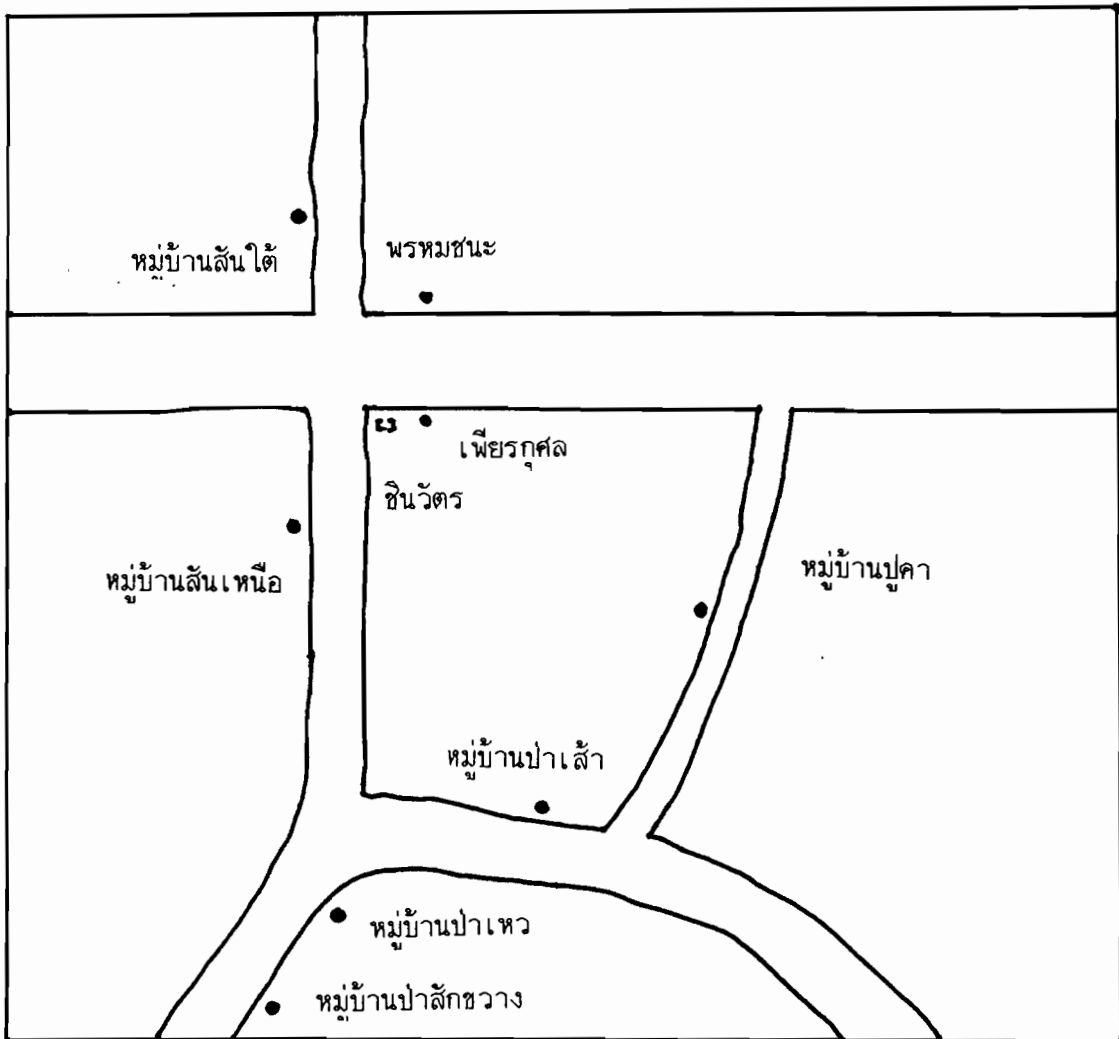 พรหมชนะ
หมู่บ้านสันใต้
เพียรกุศล
ชินวัตร
หมู่บ้านสันเหนือ
หมู่บ้านปูคา
หมู่บ้านป่าเส้า
หมู่บ้านป่าเหว
หมู่บ้านป่าสักขวาง